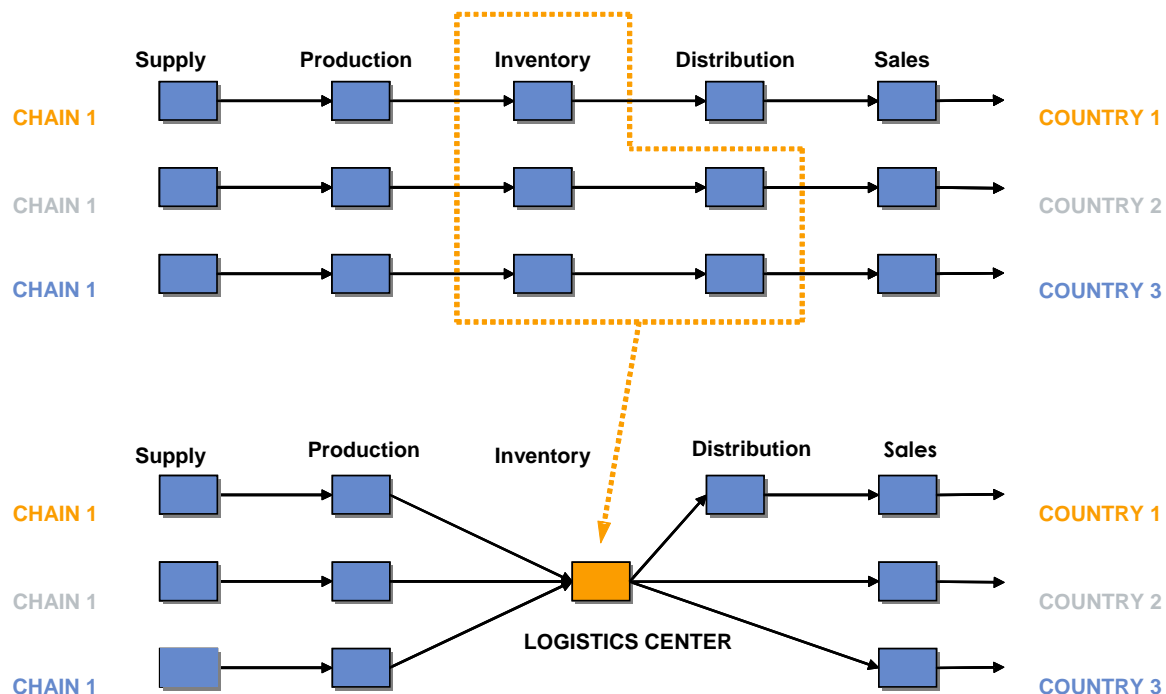 Supply
Production
Inventory
Distribution
Sales
CHAIN 1
COUNTRY 1
CHAIN 1
COUNTRY 2
CHAIN 1
COUNTRY 3
Supply
Production
Inventory
Distribution
Sales
CHAIN 1
COUNTRY 1
CHAIN 1
COUNTRY 2
LOGISTICS CENTER
CHAIN 1
COUNTRY 3